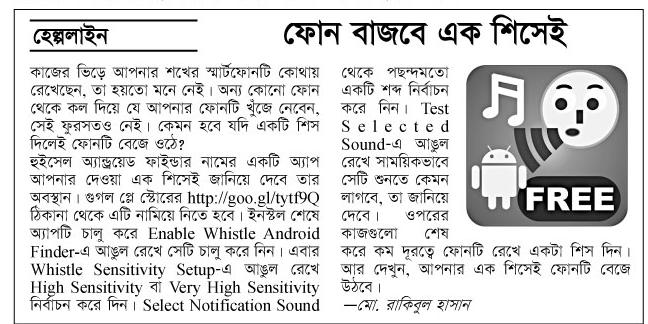 হেল্পলাইন
ফোন বাজবে এক শিসেই
কাজের ভিড়ে আপনার শখের স্মার্টফোনটি কোথায়
রেখেছেন, তা হয়তো মনে নেই। অন্য কোনো ফোন
থেকে কল দিয়ে যে আপনার ফোনটি খুঁজে নেবেন,
সেই ফুরসতও নেই। কেমন হবে যদি একটি শিস
দিলেই ফোনটি বেজে ওঠে?
হুইসেল অ্যান্ড্রয়েড ফাইন্ডার নামের একটি অ্যাপ
আপনার দেওয়া এক শিসেই জানিয়ে দেবে তার
অবস্থান। গুগল প্লে স্টোরের http://goo.gl/tytf9Q
ঠিকানা থেকে এটি নামিয়ে নিতে হবে। ইনস্টল শেষে
অ্যাপটি চালু করে Enable Whistle Android
Finder-এ আঙুল রেখে সেটি চালু করে নিন। এবার
Whistle Sensitivity Setup-এ আঙুল রেখে
High Sensitivity বা Very High Sensitivity
নির্বাচন করে দিন। Select Notification Sound
থেকে পছন্দমতো
একটি শব্দ নির্বাচন
করে নিন। Test
Selected
Sound-এ আঙুল
রেখে সাময়িকভাবে
সেটি শুনতে কেমন
লাগবে, তা জানিয়ে
দেবে। ওপরের
কাজগুলো শেষ
করে কম দূরত্বে ফোনটি রেখে একটা শিস দিন।
আর দেখুন, আপনার এক শিসেই ফোনটি বেজে
উঠবে।
—মো. রাকিবুল হাসান
FREE